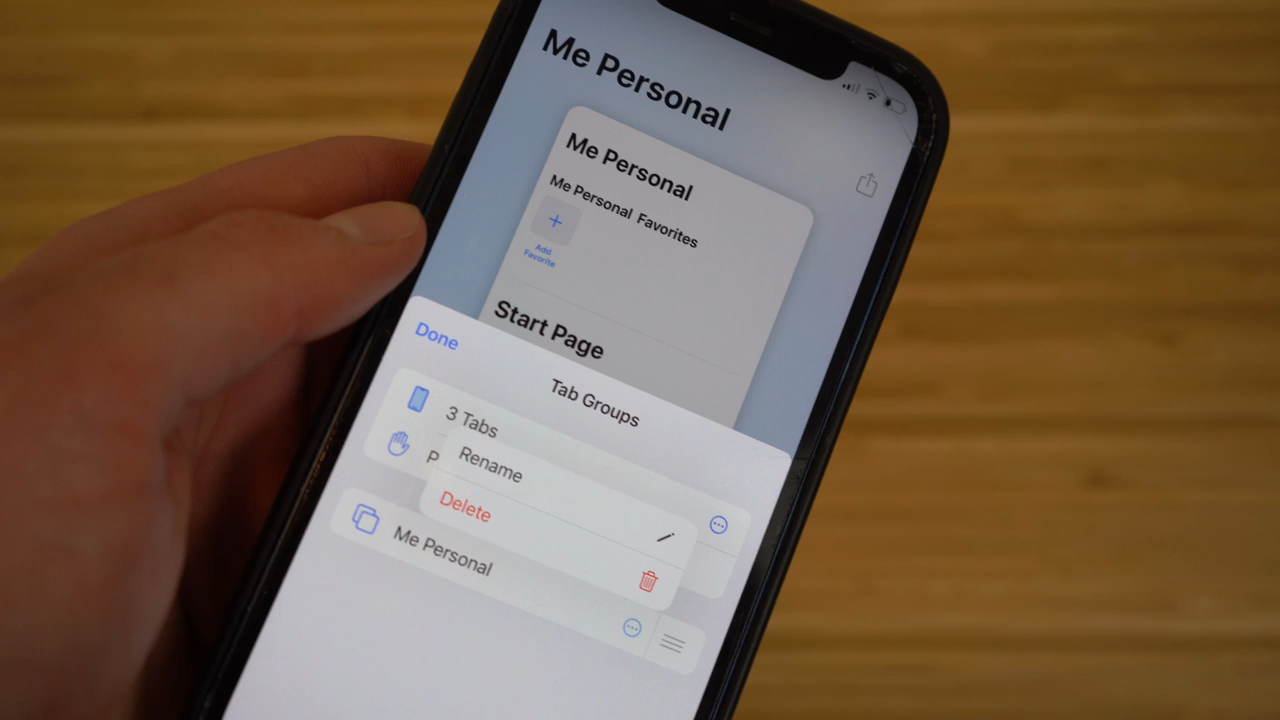 Me Personal
Me Personal
Me Personal Favorites
Add
Favorite
Start Page
Done
Tab Groups
3 Tabs
P
Rename
Delete
Me Personal